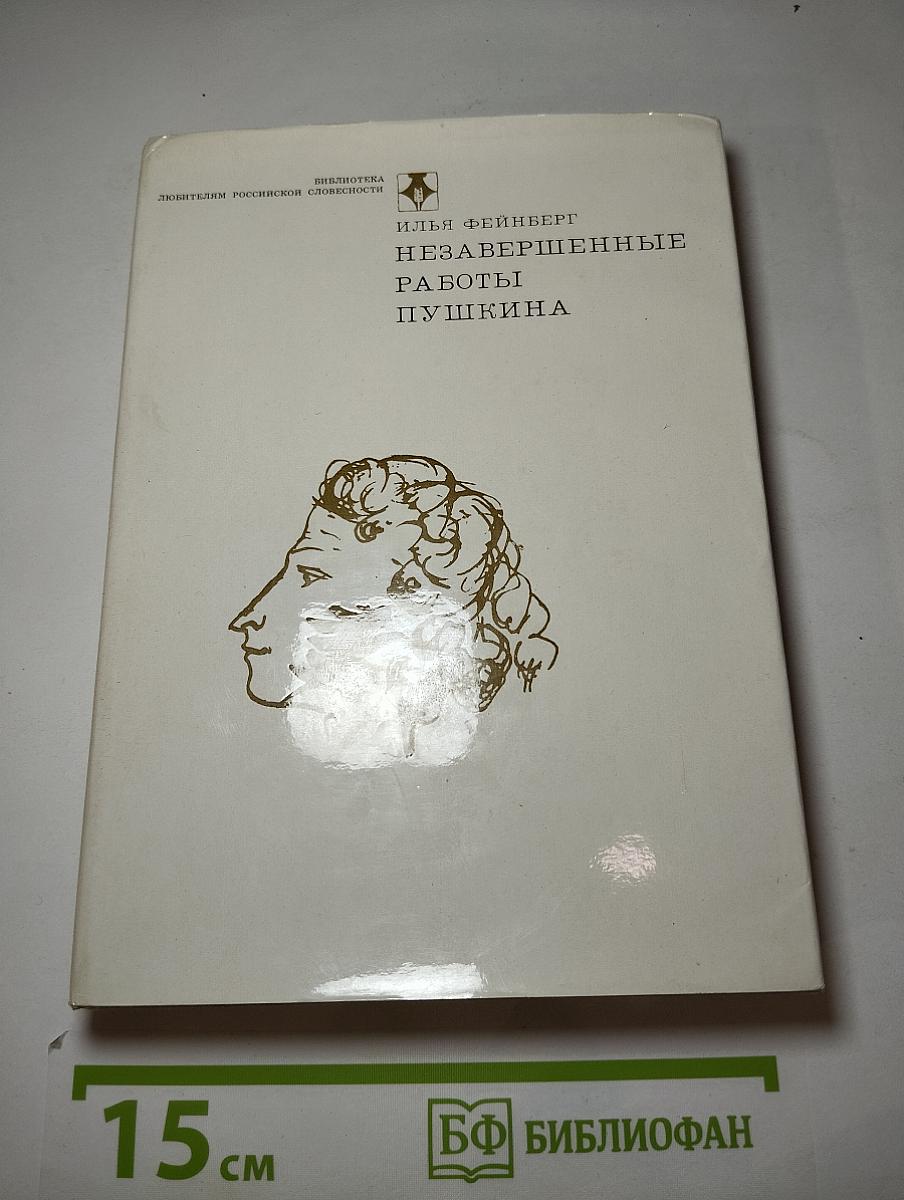 БИБЛИОТЕКА
ЛЮБИТЕЛЯМ РОССИЙСКОЙ СЛОВЕСНОСТИ
ИЛЬЯ ФЕЙНБЕРГ
НЕЗАВЕРШЕННЫЕ
РАБОТЫ
ПУШКИНА
15 см
БФ БИБЛИОФАН